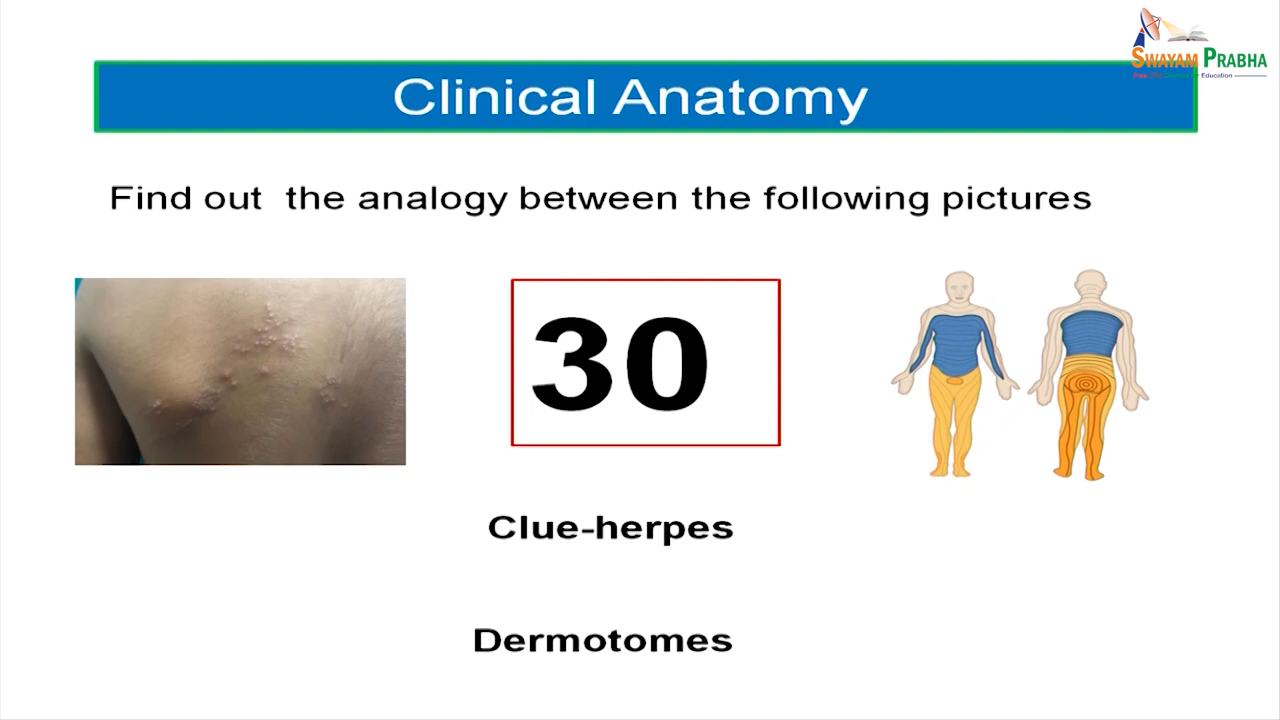 SWAYAM PRABHA
Clinical Anatomy
Find out the analogy between the following pictures
30
Clue-herpes
Dermotomes